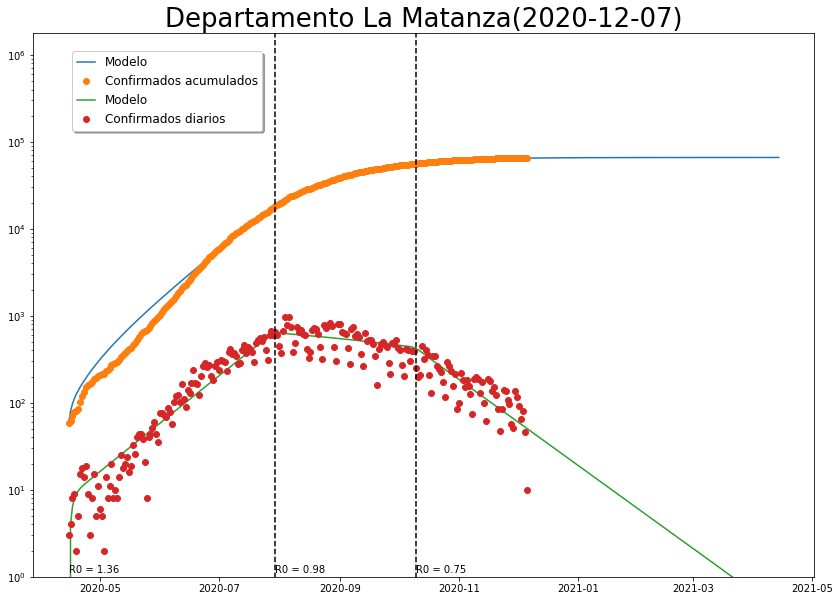 Departamento La Matanza(2020-12-07)
10^6
10^5
10^4
10^3
10^2
10^1
10^0
Modelo
Confirmados acumulados
Modelo
Confirmados diarios
R0 = 1.36
R0 = 0.98
R0 = 0.75
2020-05
2020-07
2020-09
2020-11
2021-01
2021-03
2021-05